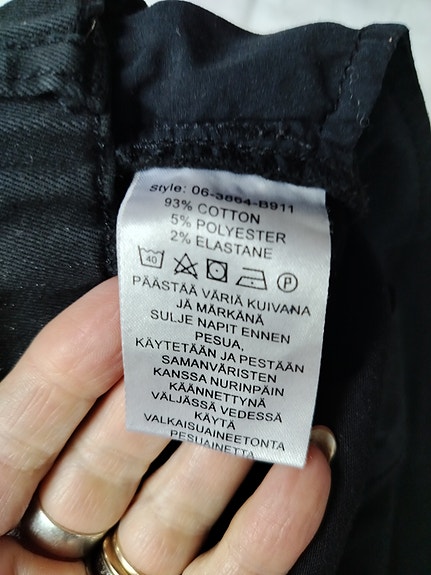 style: 06-3864-B911
93% COTTON
5% POLYESTER
2% ELASTANE
40 P
PÄÄSTÄÄ VÄRIÄ KUIVANA
JA MÄRKÄNÄ
SULJE NAPIT ENNEN
PESUA,
KÄYTETÄÄN JA PESTÄÄN
SAMANVÄRISTEN
KANSSA NURINPÄIN
KÄÄNNETTYNÄ
VÄLJÄSSÄ VEDESSÄ
KÄYTÄ
VALKAISUAINEETONTA
PESUAINETTA